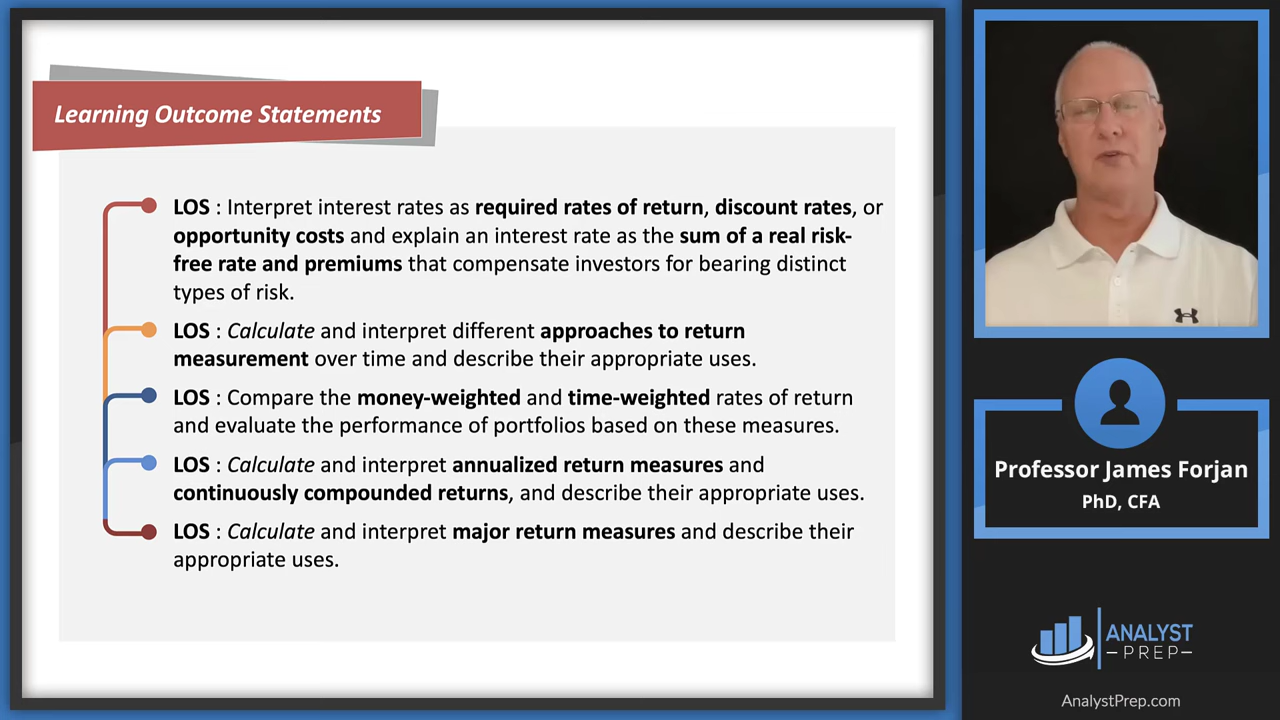 Learning Outcome Statements
LOS : Interpret interest rates as required rates of return, discount rates, or
opportunity costs and explain an interest rate as the sum of a real risk-
free rate and premiums that compensate investors for bearing distinct
types of risk.
LOS : Calculate and interpret different approaches to return
measurement over time and describe their appropriate uses.
LOS : Compare the money-weighted and time-weighted rates of return
and evaluate the performance of portfolios based on these measures.
LOS : Calculate and interpret annualized return measures and
continuously compounded returns, and describe their appropriate uses.
LOS : Calculate and interpret major return measures and describe their
appropriate uses.
Professor James Forjan
PhD, CFA
ANALYST
PREP
AnalystPrep.com